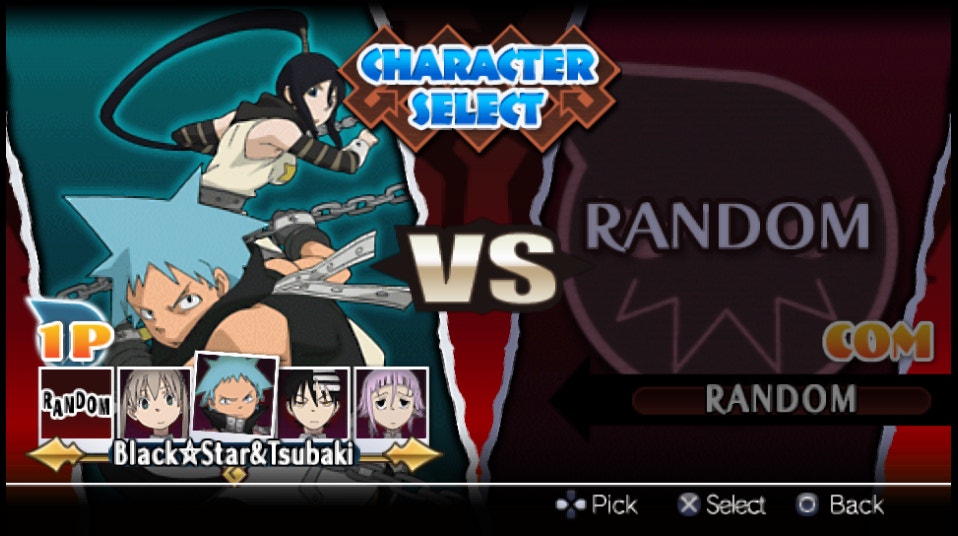 CHARACTER
SELECT
RANDOM
VS
1P
COM
RANDOM
RANDOM
Black☆Star&Tsubaki
Pick
Select
Back